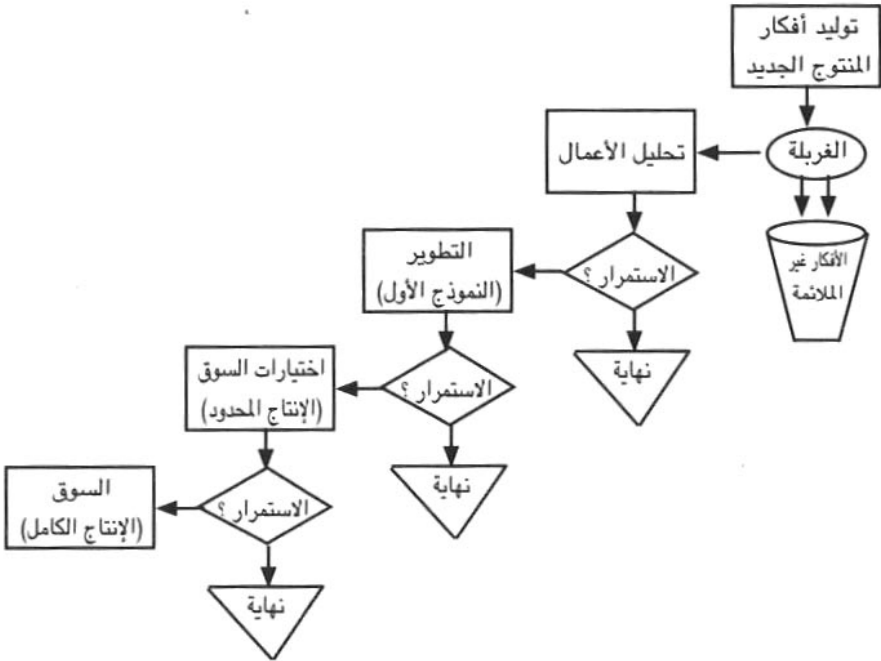 توليد أفكار
المنتوج الجديد
الغربلة
الأفكار غير
الملائمة
تحليل الأعمال
الاستمرار ؟
نهاية
التطوير
(النموذج الأول)
الاستمرار ؟
نهاية
اختيارات السوق
(الإنتاج المحدود)
الاستمرار ؟
نهاية
السوق
(الإنتاج الكامل)